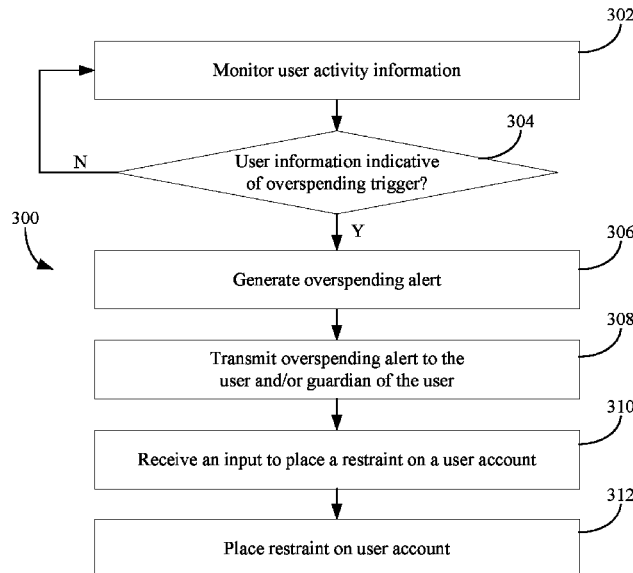 302
Monitor user activity information
304
User information indicative
of overspending trigger?
N
Y
300
306
Generate overspending alert
308
Transmit overspending alert to the
user and/or guardian of the user
310
Receive an input to place a restraint on a user account
312
Place restraint on user account